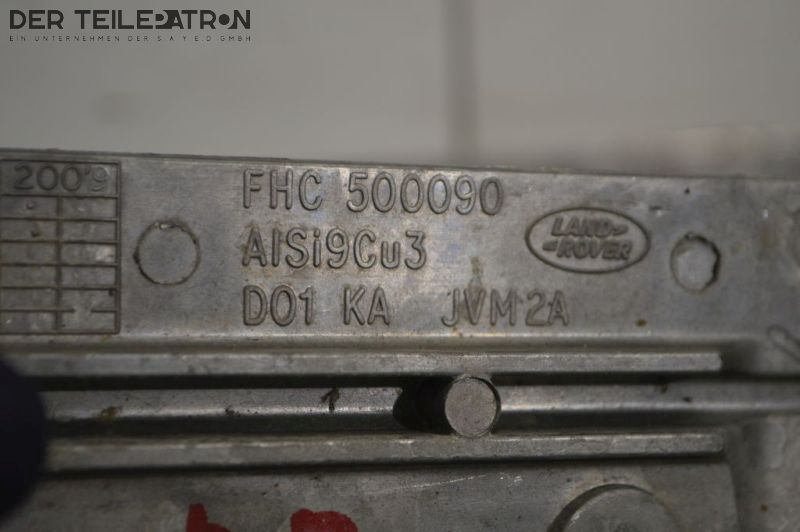 DER TEILEPATRON
EIN UNTERNEHMEN DER S A Y E D GMBH
2009
FHC 500090
AlSi9Cu3
LAND
ROVER
D01 KA JVM 2A